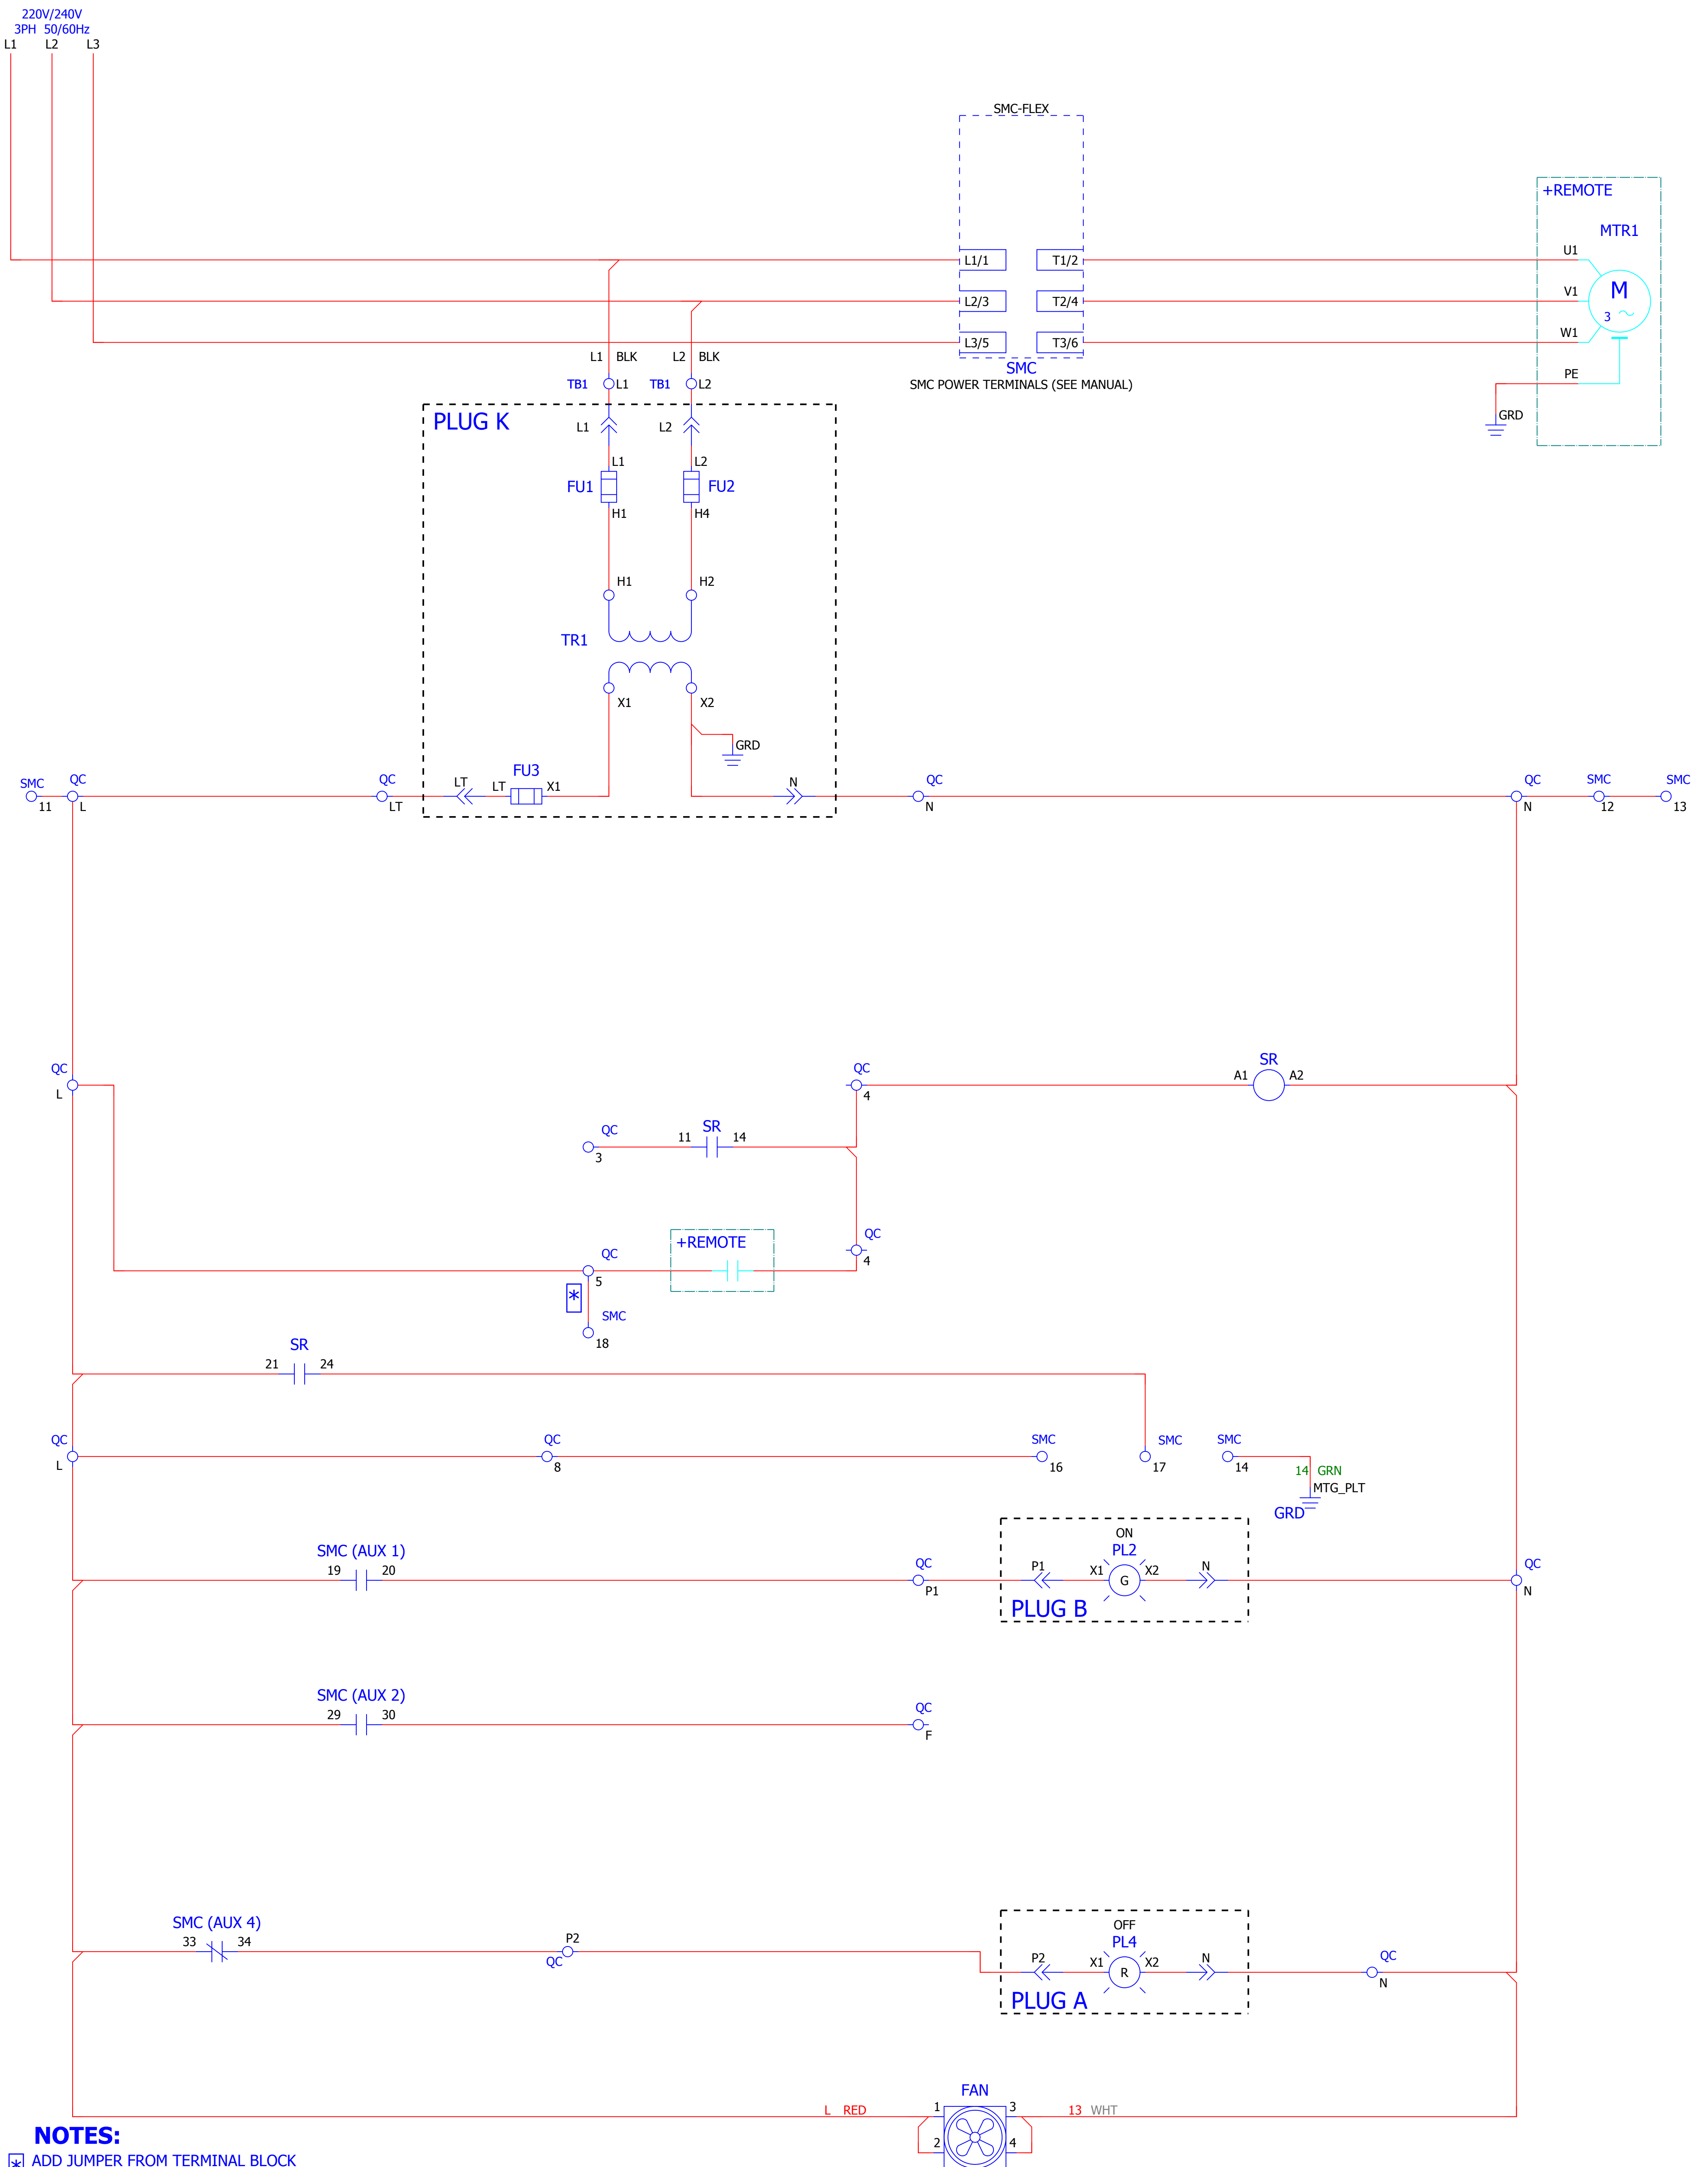 220V/240V
3PH 50/60Hz
L1 L2 L3
SMC-FLEX
+REMOTE
MTR1
U1
L1/1 T1/2
V1 M
L2/3 T2/4
3
W1
L3/5 T3/6
L1 BLK L2 BLK
SMC
TB1 L1 TB1 L2
SMC POWER TERMINALS (SEE MANUAL)
PE
GRD
PLUG K
L1 L2
L1 L2
FU1 FU2
H1 H4
H1 H2
TR1
X1 X2
GRD
SMC QC QC LT LT FU3 X1 N QC QC SMC SMC
11 L LT N N 12 13
QC QC SR
L 4 A1 A2
QC 11 SR 14
3
QC
+REMOTE
4
QC
5
*
SMC
18
SR
21 24
QC QC SMC SMC SMC
L 8 16 17 14
14 GRN
MTG_PLT
GRD
ON
SMC (AUX 1) PL2
19 20 QC P1 X1 G X2 N QC
P1 N
PLUG B
SMC (AUX 2)
29 30 QC
F
SMC (AUX 4) OFF
33 34 P2 PL4
QC P2 X1 R X2 N QC
N
PLUG A
FAN
L RED 1 3 13 WHT
2 4
NOTES:
* ADD JUMPER FROM TERMINAL BLOCK